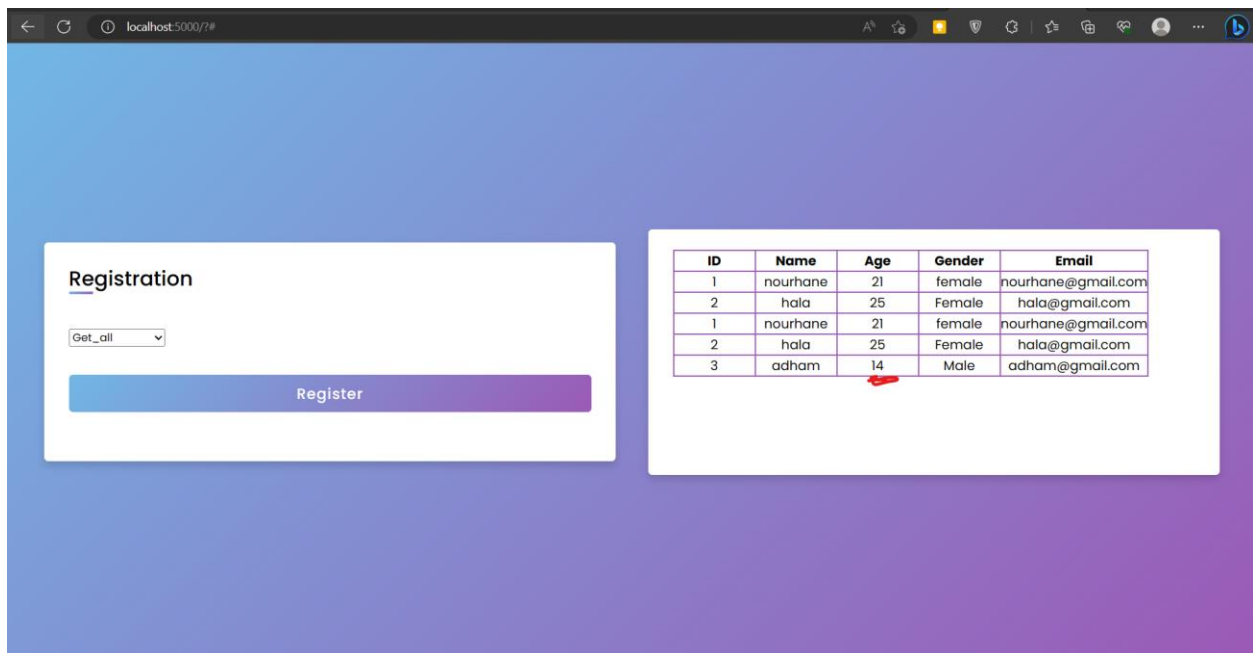 localhost:5000/?#
Registration
Get_all
Register
ID Name Age Gender Email
1 nourhane 21 female nourhane@gmail.com
2 hala 25 Female hala@gmail.com
1 nourhane 21 female nourhane@gmail.com
2 hala 25 Female hala@gmail.com
3 adham 14 Male adham@gmail.com